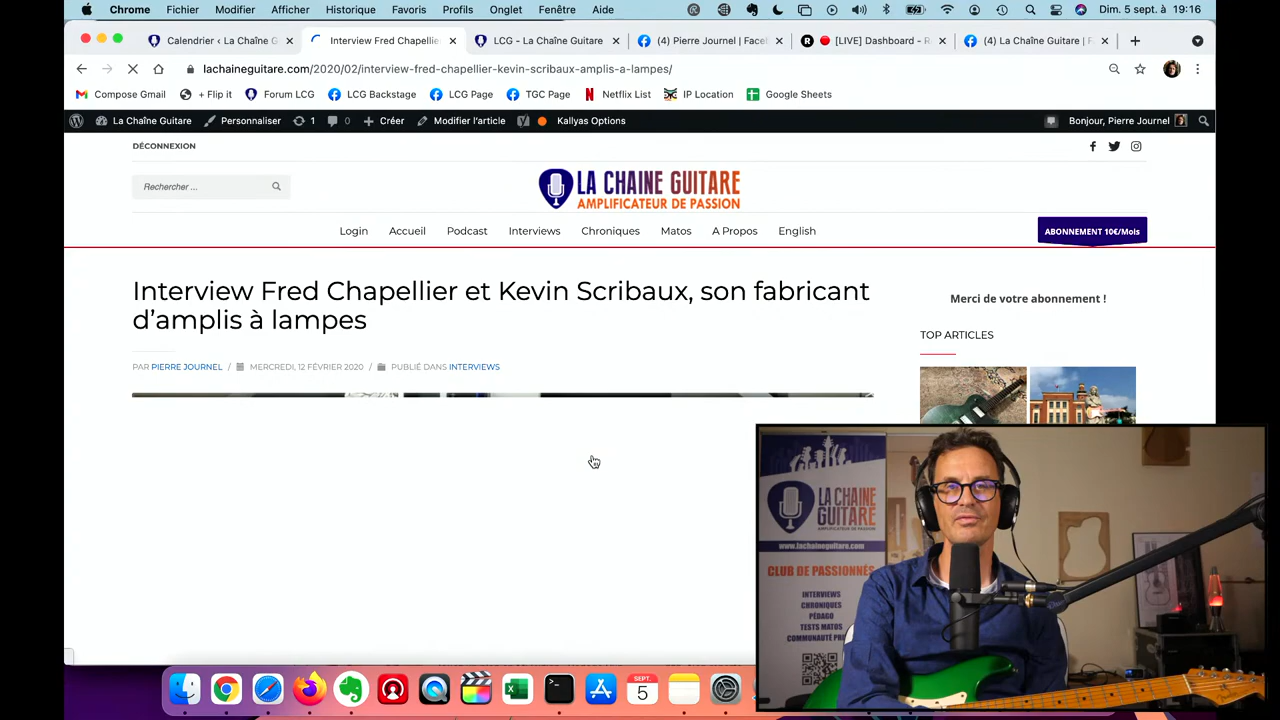 Chrome Fichier Modifier Afficher Historique Favoris Profils Onglet Fenêtre Aide Dim. 5 sept. à 19:16
Calendrier ‹ La Chaîne G Interview Fred Chapellier LCG – La Chaîne Guitare (4) Pierre Journel | Face [LIVE] Dashboard - R (4) La Chaîne Guitare | F
lachaineguitare.com/2020/02/interview-fred-chapellier-kevin-scribaux-amplis-a-lampes/
Compose Gmail + Flip it Forum LCG LCG Backstage LCG Page TGC Page Netflix List IP Location Google Sheets
La Chaîne Guitare Personnaliser 1 0 Créer Modifier l'article Kallyas Options Bonjour, Pierre Journel
DÉCONNEXION
Rechercher ...
LA CHAINE GUITARE
AMPLIFICATEUR DE PASSION
Login Accueil Podcast Interviews Chroniques Matos A Propos English
ABONNEMENT 10€/Mois
Interview Fred Chapellier et Kevin Scribaux, son fabricant
d'amplis à lampes
PAR PIERRE JOURNEL / MERCREDI, 12 FÉVRIER 2020 / PUBLIÉ DANS INTERVIEWS
Merci de votre abonnement !
TOP ARTICLES
LA CHAINE
GUITARE
AMPLIFICATEUR DE PASSION
www.lachaineguitare.com
CLUB DE PASSIONNÉS
INTERVIEWS
CHRONIQUES
PÉDAGO
TESTS MATOS
SEPT.
5